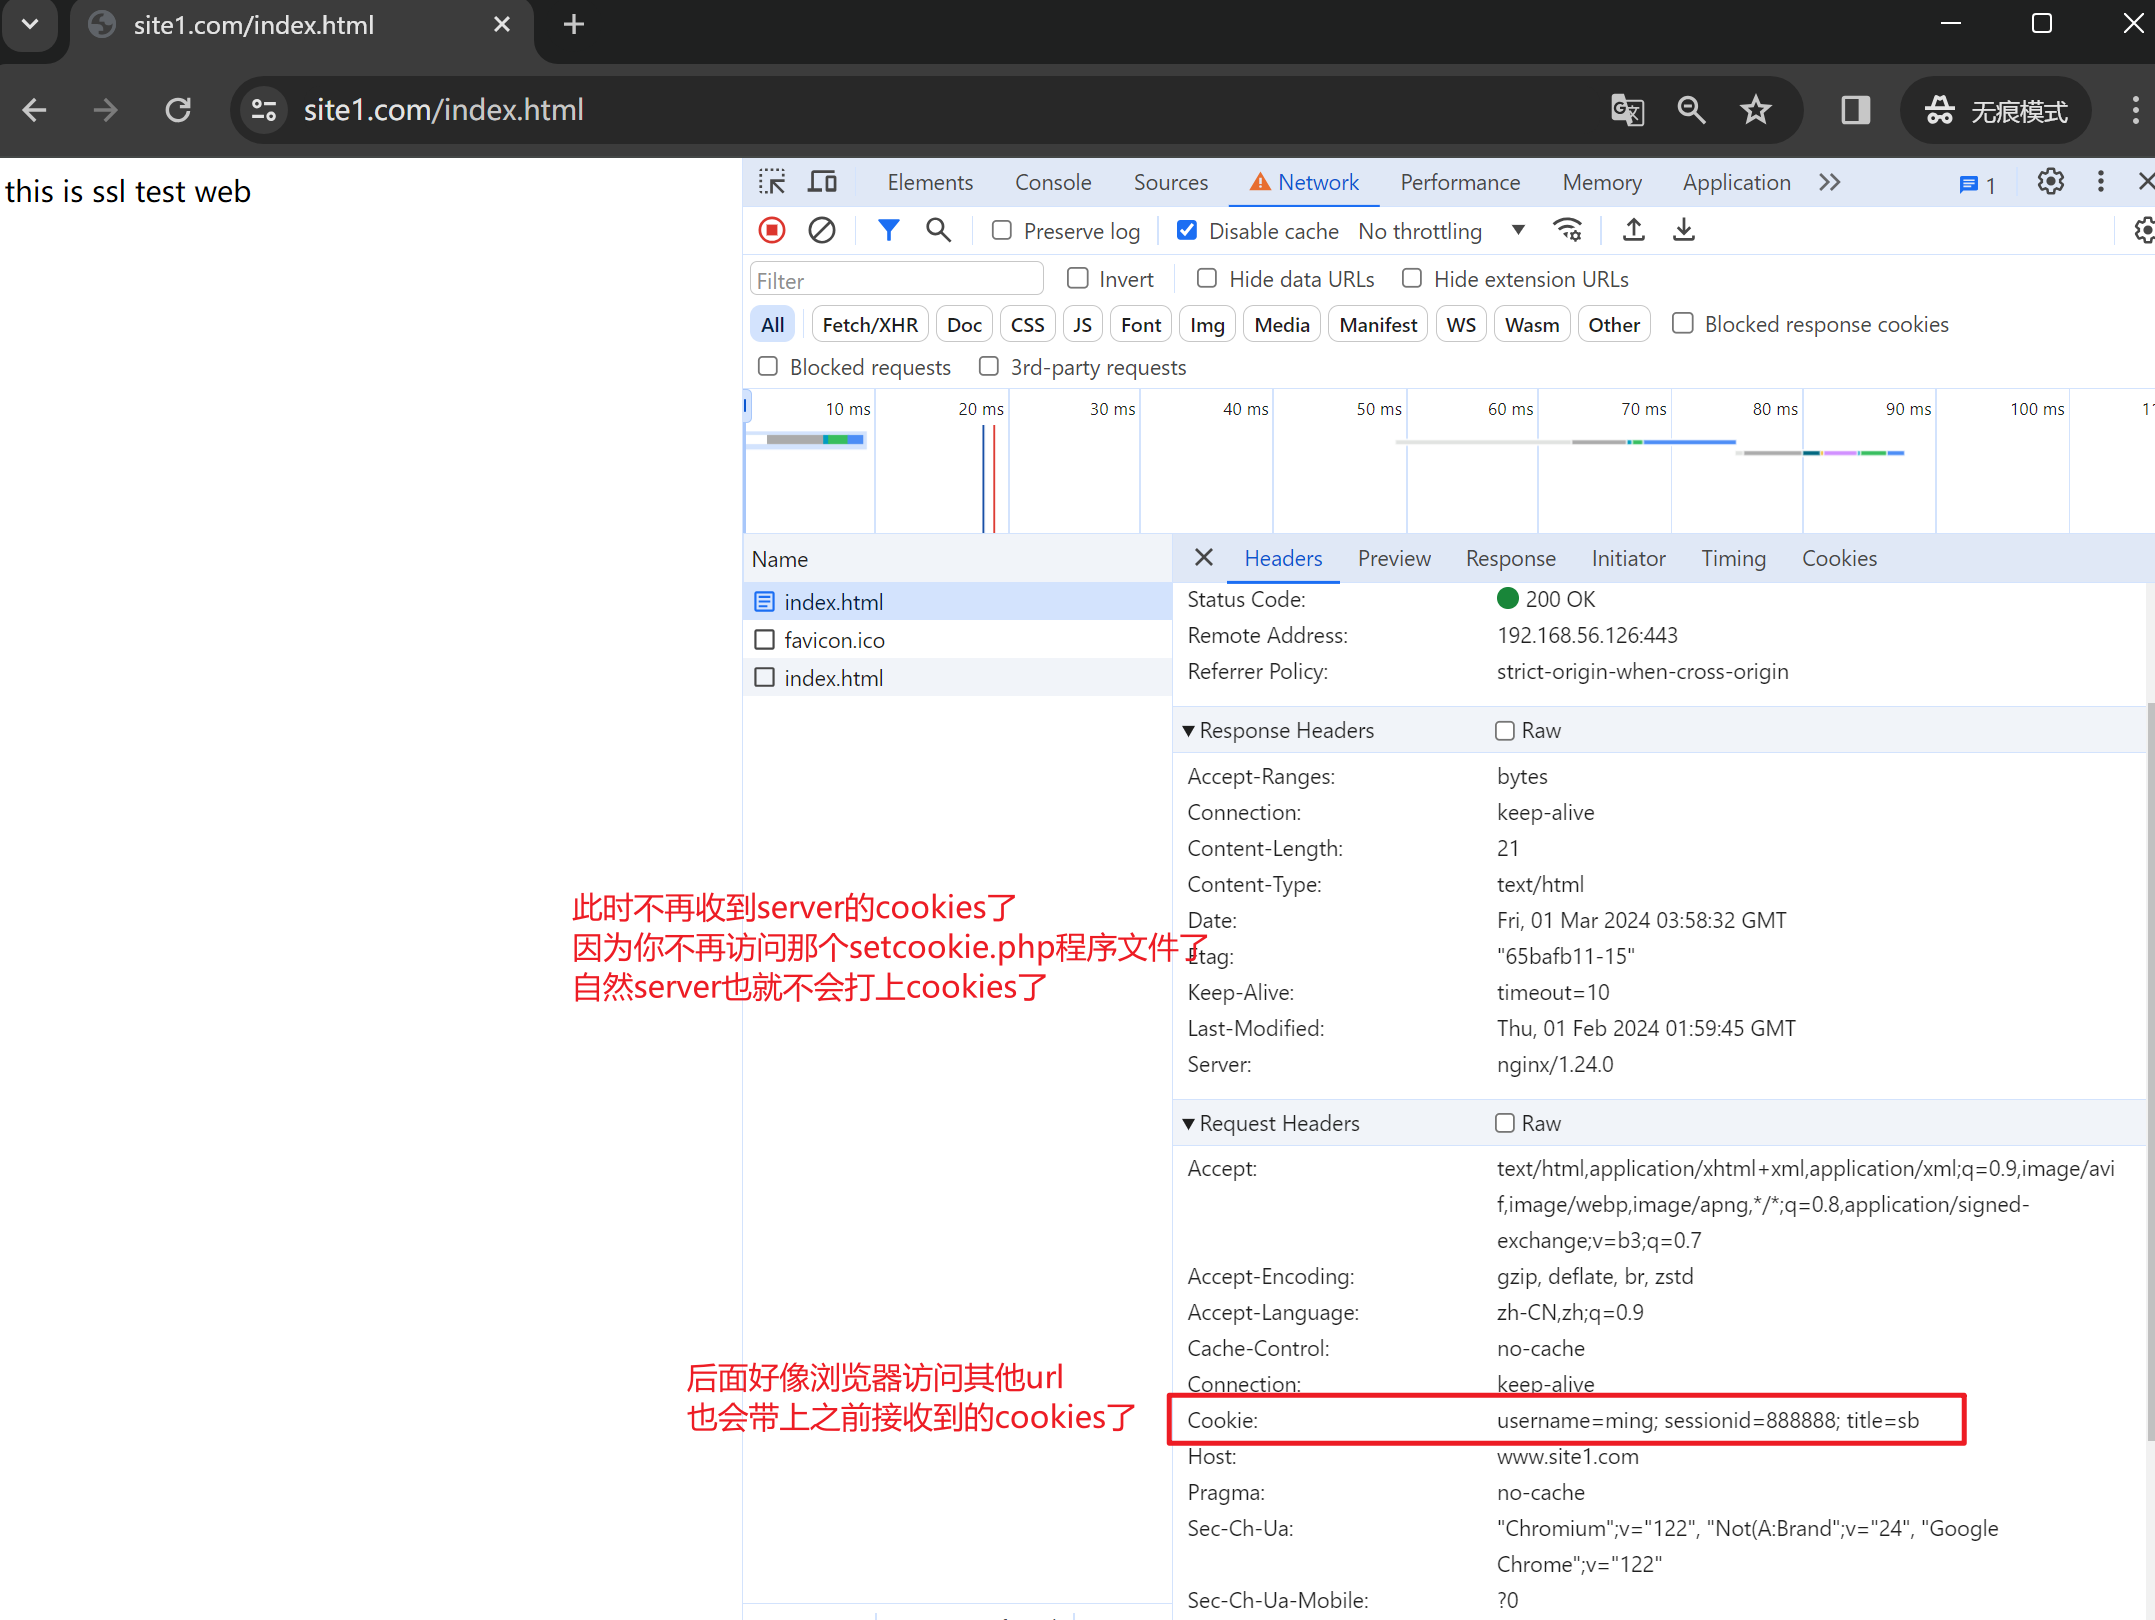 site1.com/index.html
site1.com/index.html
无痕模式
this is ssl test web
Elements Console Sources Network Performance Memory Application 1
Preserve log Disable cache No throttling
Filter Invert Hide data URLs Hide extension URLs
All Fetch/XHR Doc CSS JS Font Img Media Manifest WS Wasm Other Blocked response cookies
Blocked requests 3rd-party requests
10 ms 20 ms 30 ms 40 ms 50 ms 60 ms 70 ms 80 ms 90 ms 100 ms
Name
index.html
favicon.ico
index.html
Headers Preview Response Initiator Timing Cookies
Status Code: 200 OK
Remote Address: 192.168.56.126:443
Referrer Policy: strict-origin-when-cross-origin
Response Headers Raw
Accept-Ranges: bytes
Connection: keep-alive
Content-Length: 21
Content-Type: text/html
Date: Fri, 01 Mar 2024 03:58:32 GMT
Etag: "65bafb11-15"
Keep-Alive: timeout=10
Last-Modified: Thu, 01 Feb 2024 01:59:45 GMT
Server: nginx/1.24.0
此时不再收到server的cookies了
因为你不再访问那个setcookie.php程序文件了
自然server也就不会打上cookies了
Request Headers Raw
Accept: text/html,application/xhtml+xml,application/xml;q=0.9,image/avi
f,image/webp,image/apng,*/*;q=0.8,application/signed-
exchange;v=b3;q=0.7
Accept-Encoding: gzip, deflate, br, zstd
Accept-Language: zh-CN,zh;q=0.9
Cache-Control: no-cache
Connection: keep-alive
Cookie: username=ming; sessionid=888888; title=sb
Host: www.site1.com
Pragma: no-cache
Sec-Ch-Ua: "Chromium";v="122", "Not(A:Brand";v="24", "Google
Chrome";v="122"
Sec-Ch-Ua-Mobile: ?0
后面好像浏览器访问其他url
也会带上之前接收到的cookies了